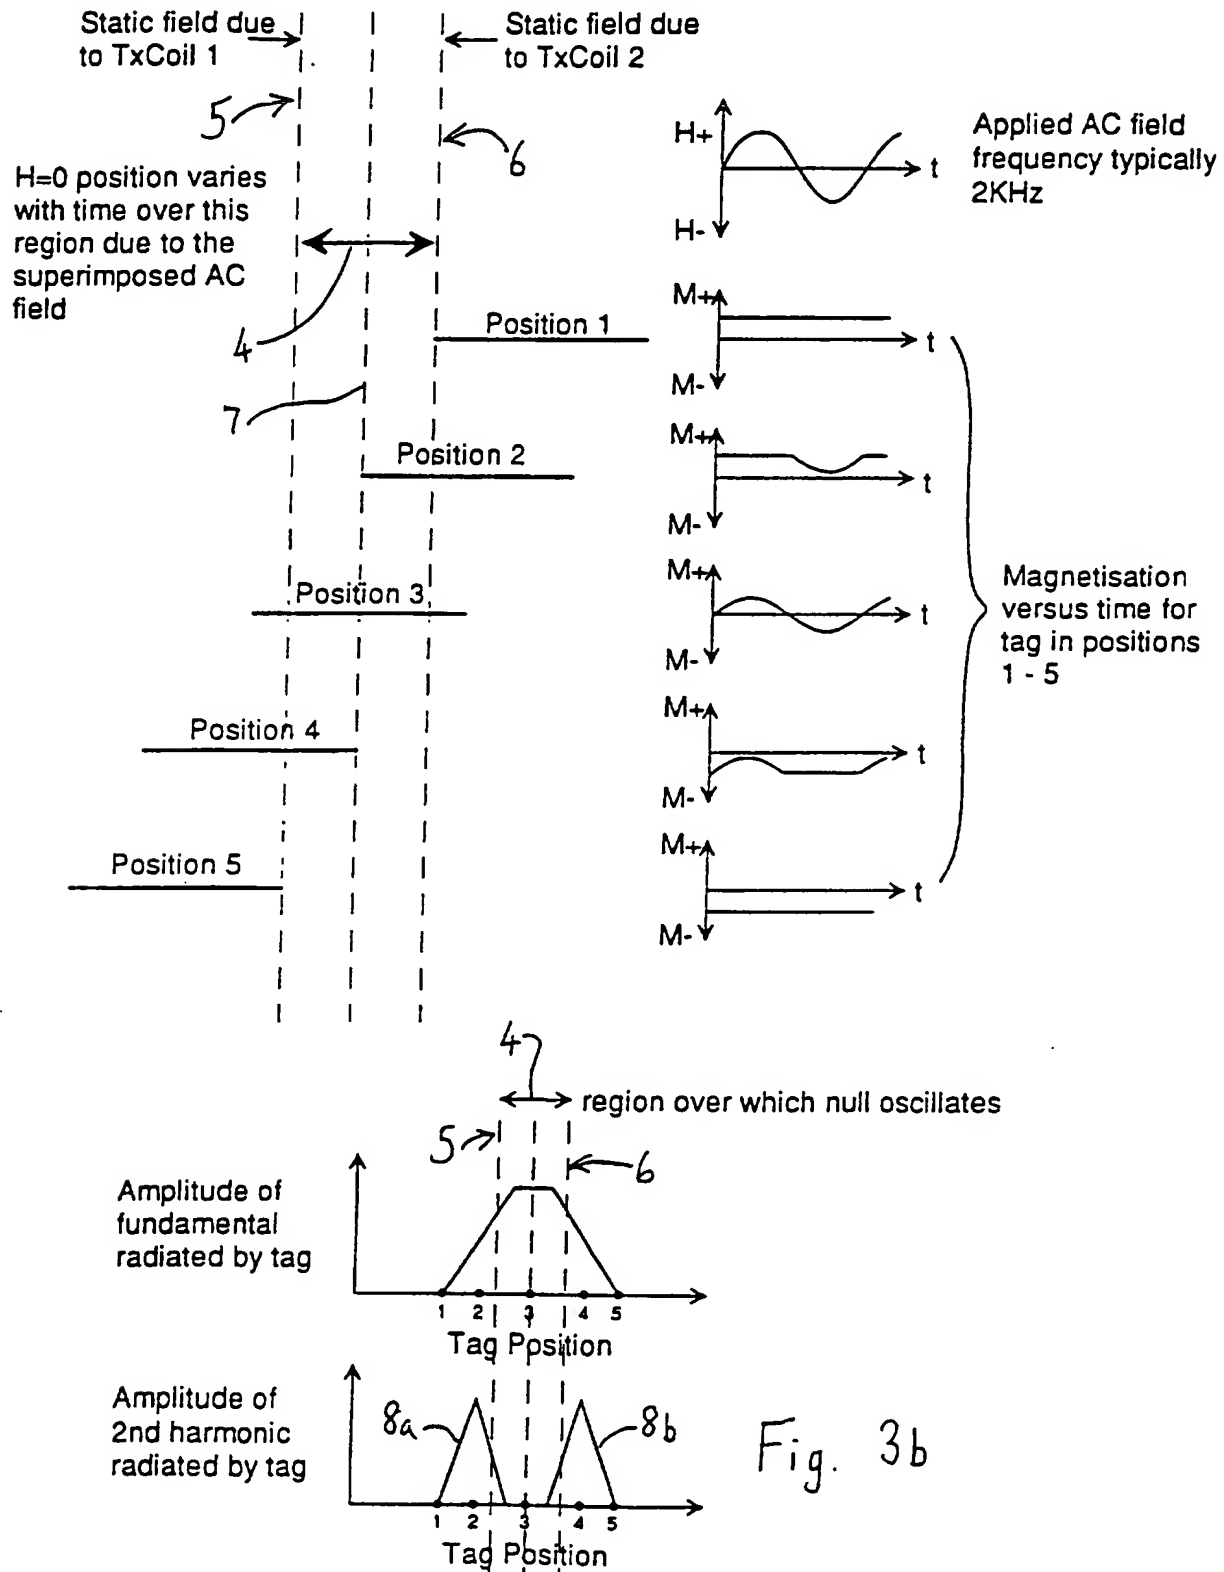 Static field due
to TxCoil 1
Static field due
to TxCoil 2
5
6
H=0 position varies
with time over this
region due to the
superimposed AC
field
4
7
H+
H-
t
Applied AC field
frequency typically
2KHz
Position 1
M+
M-
t
Position 2
M+
M-
t
Position 3
M+
M-
t
Position 4
M+
M-
t
Position 5
M+
M-
t
Magnetisation
versus time for
tag in positions
1 - 5
4
region over which null oscillates
5
6
Amplitude of
fundamental
radiated by tag
1 2 3 4 5
Tag Position
Amplitude of
2nd harmonic
radiated by tag
8a
8b
1 2 3 4 5
Tag Position
Fig. 3b